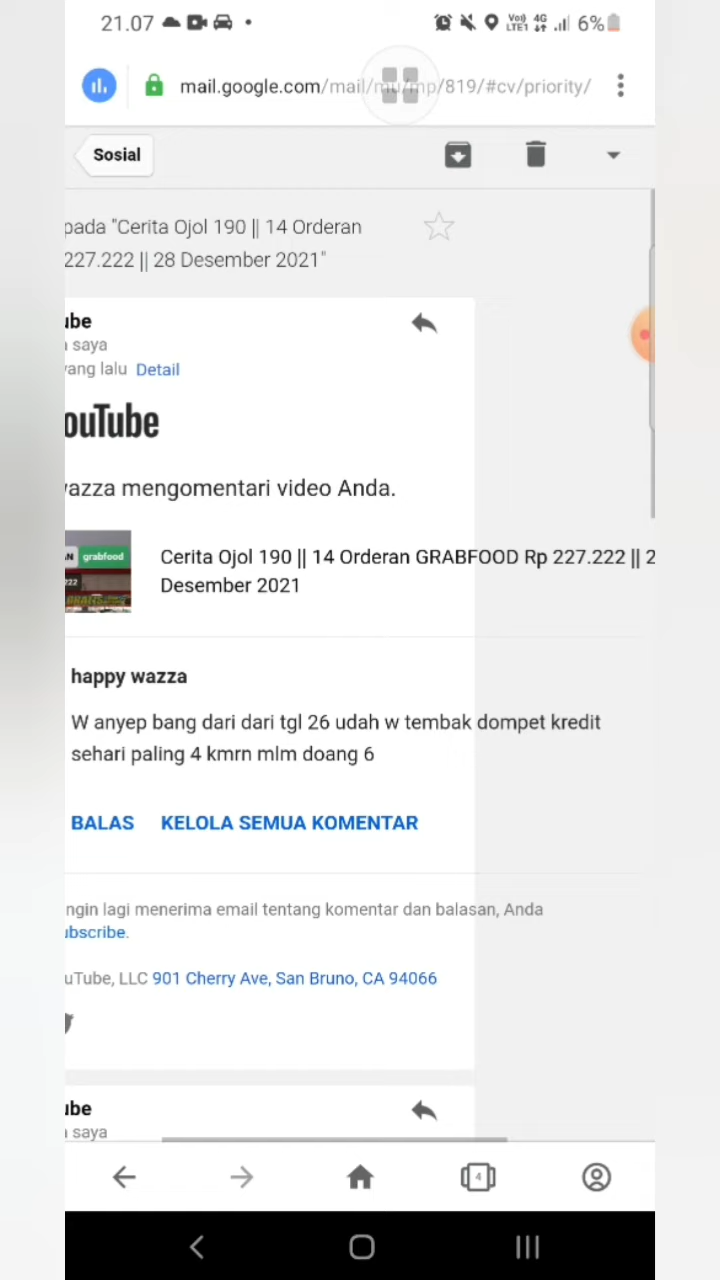 21.07
Vo)) 4G
LTE1
6%
mail.google.com/mail/mu/mp/819/#cv/priority/
Sosial
pada "Cerita Ojol 190 || 14 Orderan
227.222 || 28 Desember 2021"
ube
saya
yang lalu Detail
ouTube
wazza mengomentari video Anda.
grabfood
Cerita Ojol 190 || 14 Orderan GRABFOOD Rp 227.222 || 2
Desember 2021
happy wazza
W anyep bang dari dari tgl 26 udah w tembak dompet kredit
sehari paling 4 kmrn mlm doang 6
BALAS KELOLA SEMUA KOMENTAR
ngin lagi menerima email tentang komentar dan balasan, Anda
ubscribe.
uTube, LLC 901 Cherry Ave, San Bruno, CA 94066
ube
saya
4